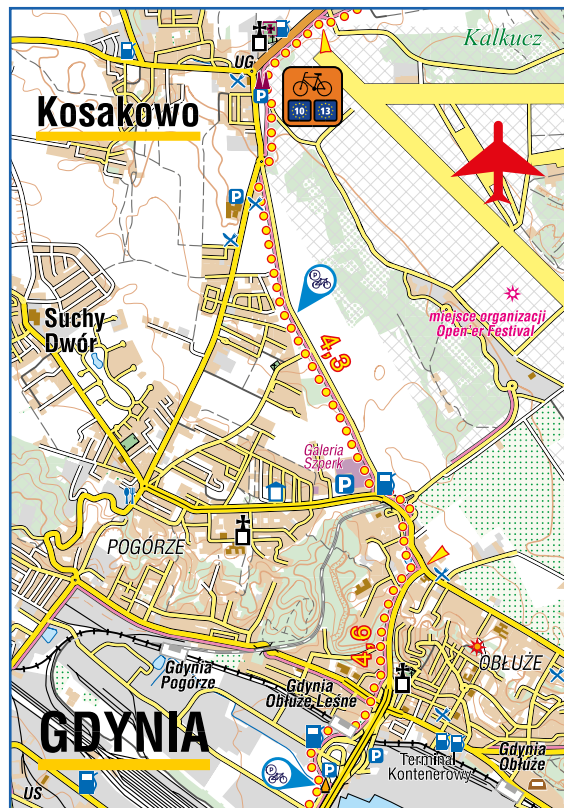 Kałkucz
UG
P
10 13
Kosakowo
P
P
miejsce organizacji
Open'er Festival
Suchy
Dwór
4,3
Galeria
Szperk
P
POGÓRZE
4,6
OBŁUŻE
Gdynia
Pogórze
Gdynia
Obłuże Leśne
GDYNIA
Gdynia
Obłuże
P
Terminal
Kontenerowy
P
US